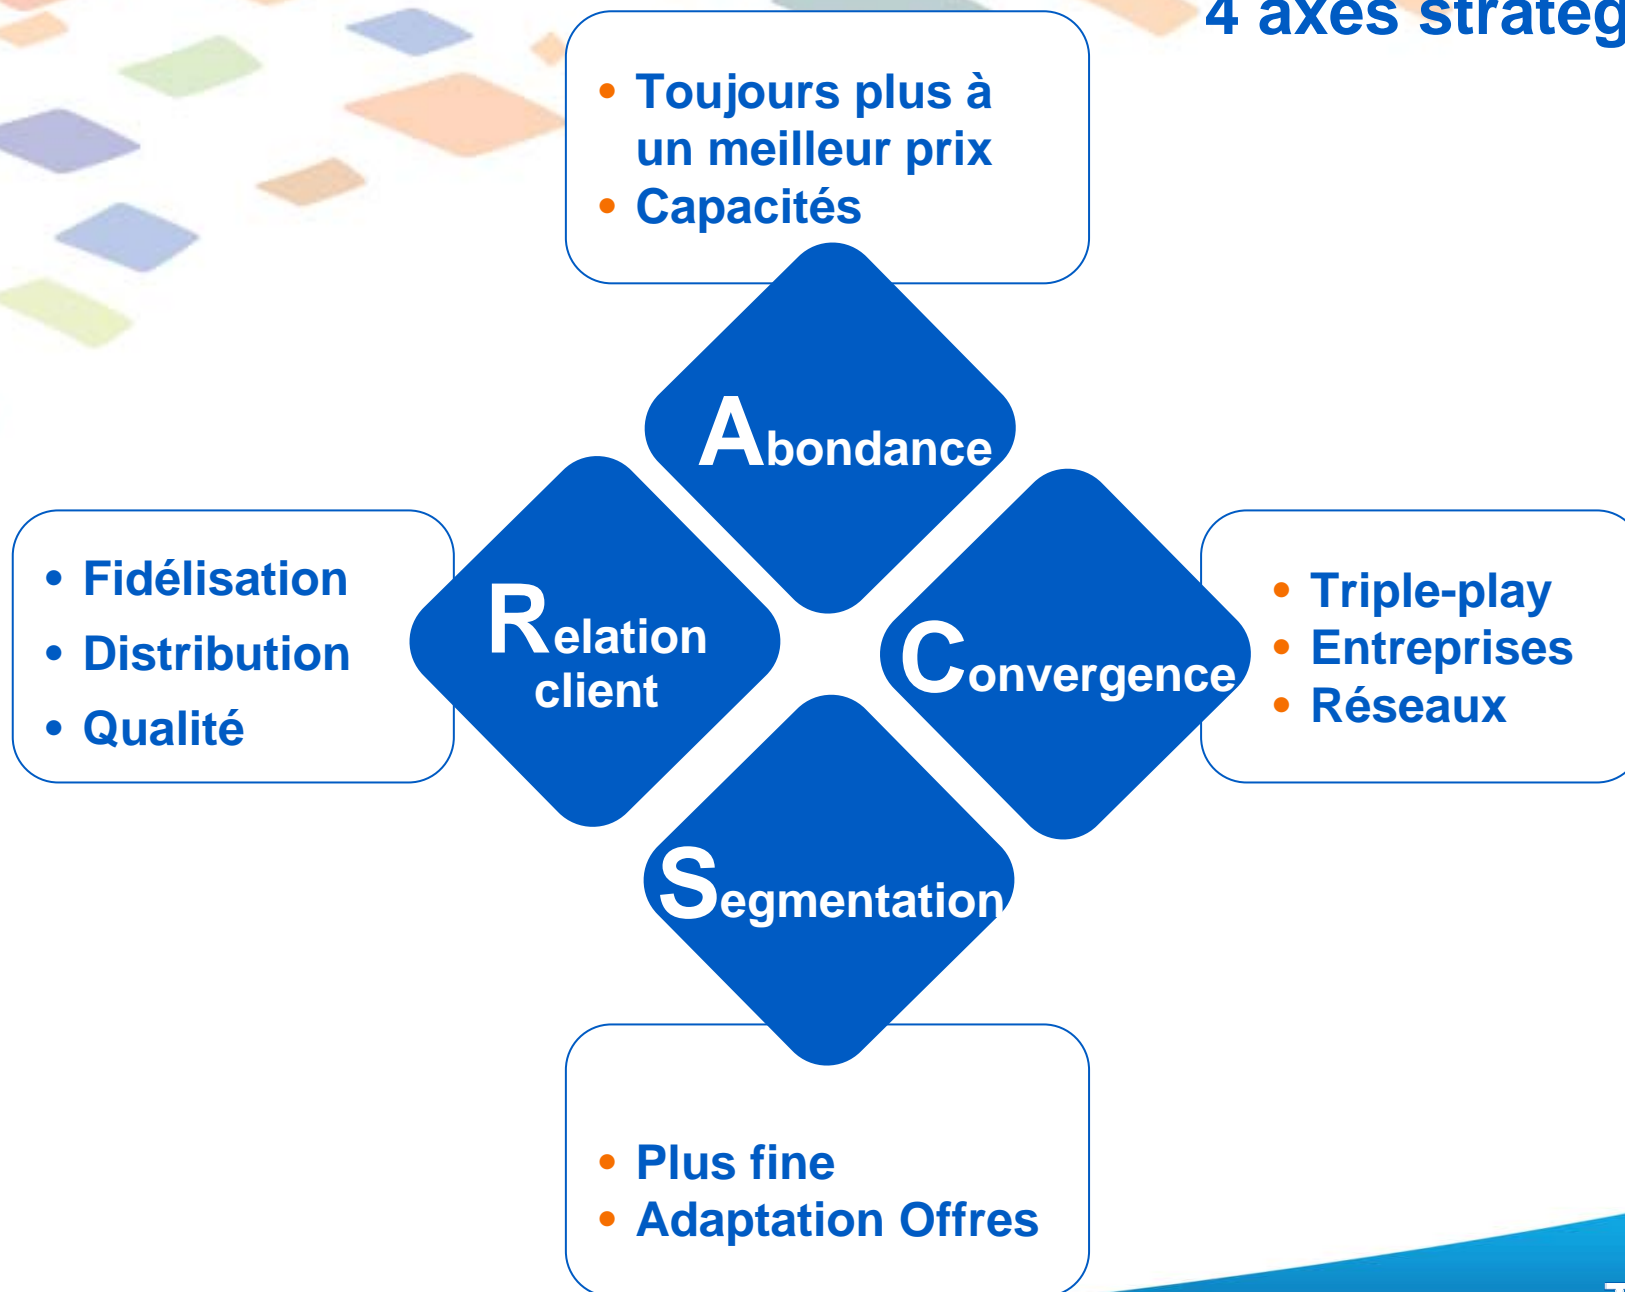 4 axes stratég
• Toujours plus à
un meilleur prix
• Capacités
Abondance
• Fidélisation
• Distribution
• Qualité
Relation
client
Convergence
• Triple-play
• Entreprises
• Réseaux
Segmentation
• Plus fine
• Adaptation Offres